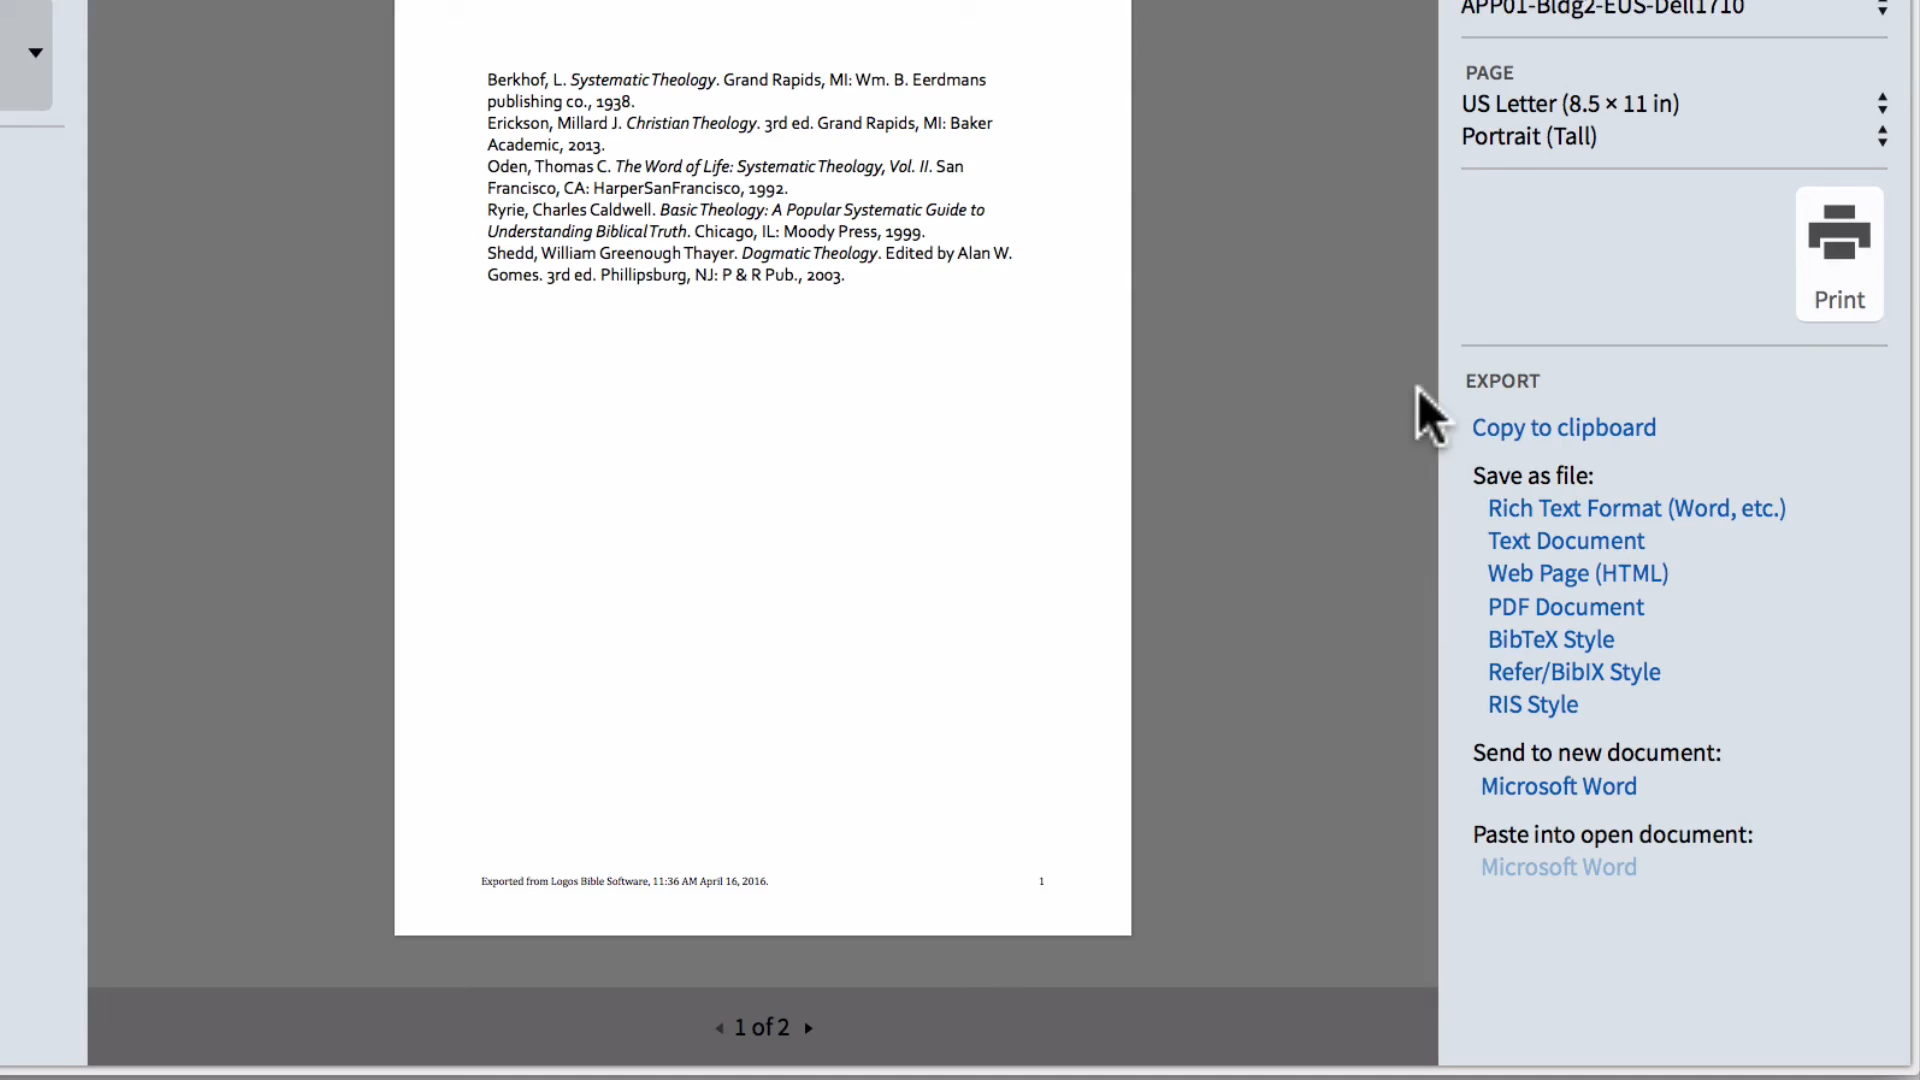 Berkhof, L. Systematic Theology. Grand Rapids, MI: Wm. B. Eerdmans
publishing co., 1938.
Erickson, Millard J. Christian Theology. 3rd ed. Grand Rapids, MI: Baker
Academic, 2013.
Oden, Thomas C. The Word of Life: Systematic Theology, Vol. II. San
Francisco, CA: HarperSanFrancisco, 1992.
Ryrie, Charles Caldwell. Basic Theology: A Popular Systematic Guide to
Understanding Biblical Truth. Chicago, IL: Moody Press, 1999.
Shedd, William Greenough Thayer. Dogmatic Theology. Edited by Alan W.
Gomes. 3rd ed. Phillipsburg, NJ: P & R Pub., 2003.
Exported from Logos Bible Software, 11:36 AM April 16, 2016.
1
1 of 2
APP01-Bldg2-EUS-Dell1710
PAGE
US Letter (8.5 × 11 in)
Portrait (Tall)
Print
EXPORT
Copy to clipboard
Save as file:
Rich Text Format (Word, etc.)
Text Document
Web Page (HTML)
PDF Document
BibTeX Style
Refer/BibIX Style
RIS Style
Send to new document:
Microsoft Word
Paste into open document:
Microsoft Word